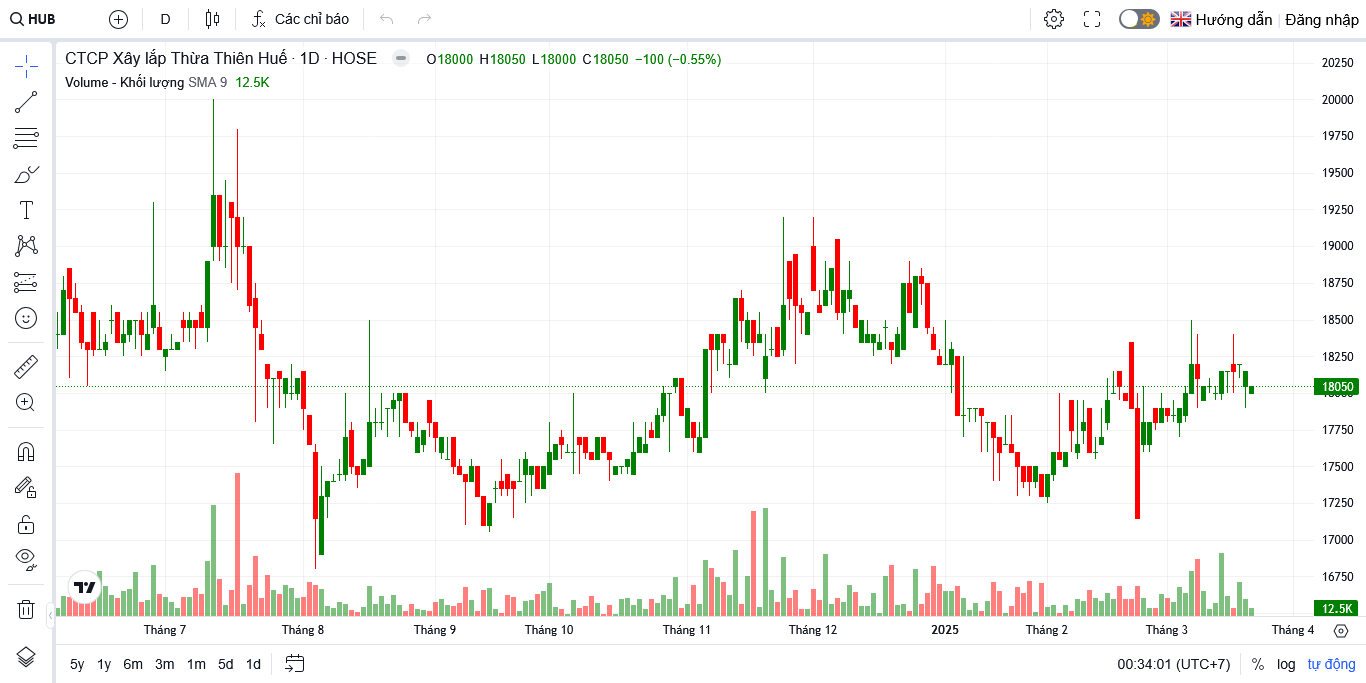 HUB D Các chỉ báo Hướng dẫn Đăng nhập
CTCP Xây lắp Thừa Thiên Huế · 1D · HOSE O18000 H18050 L18000 C18050 −100 (−0.55%)
Volume - Khối lượng SMA 9 12.5K
20250
20000
19750
19500
19250
19000
18750
18500
18250
18050
18000
17750
17500
17250
17000
16750
12.5K
Tháng 7 Tháng 8 Tháng 9 Tháng 10 Tháng 11 Tháng 12 2025 Tháng 2 Tháng 3 Tháng 4
5y 1y 6m 3m 1m 5d 1d 00:34:01 (UTC+7) % log tự động